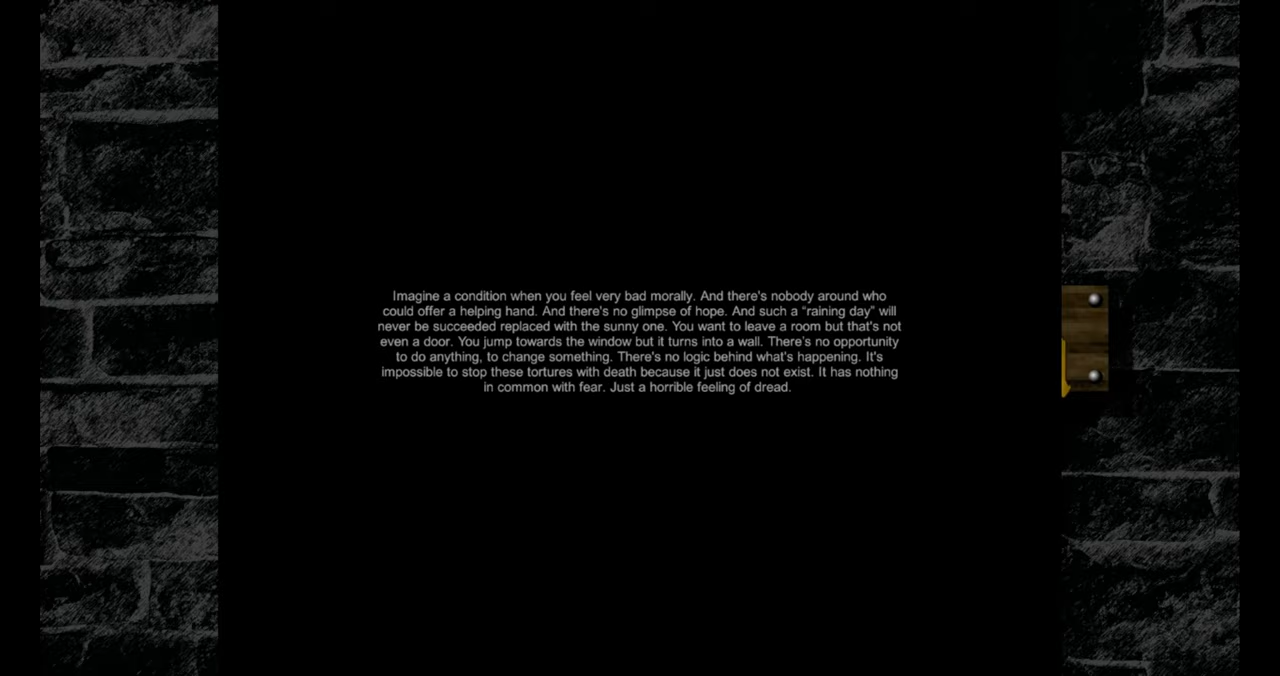 Imagine a condition when you feel very bad morally. And there's nobody around who
could offer a helping hand. And there's no glimpse of hope. And such a “raining day” will
never be succeeded replaced with the sunny one. You want to leave a room but that's not
even a door. You jump towards the window but it turns into a wall. There's no opportunity
to do anything, to change something. There's no logic behind what's happening. It's
impossible to stop these tortures with death because it just does not exist. It has nothing
in common with fear. Just a horrible feeling of dread.